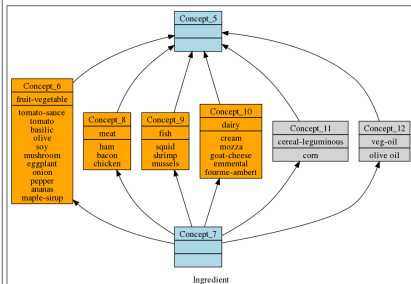 Concept_5
Concept_6
fruit-vegetable
tomato-sauce
tomato
basilic
olive
soy
mushroom
eggplant
onion
pepper
ananas
maple-sirup
Concept_8
meat
ham
bacon
chicken
Concept_9
fish
squid
shrimp
mussels
Concept_10
dairy
cream
mozza
goat-cheese
emmental
fourme-ambert
Concept_11
cereal-leguminous
corn
Concept_12
veg-oil
olive oil
Concept_7
Ingredient